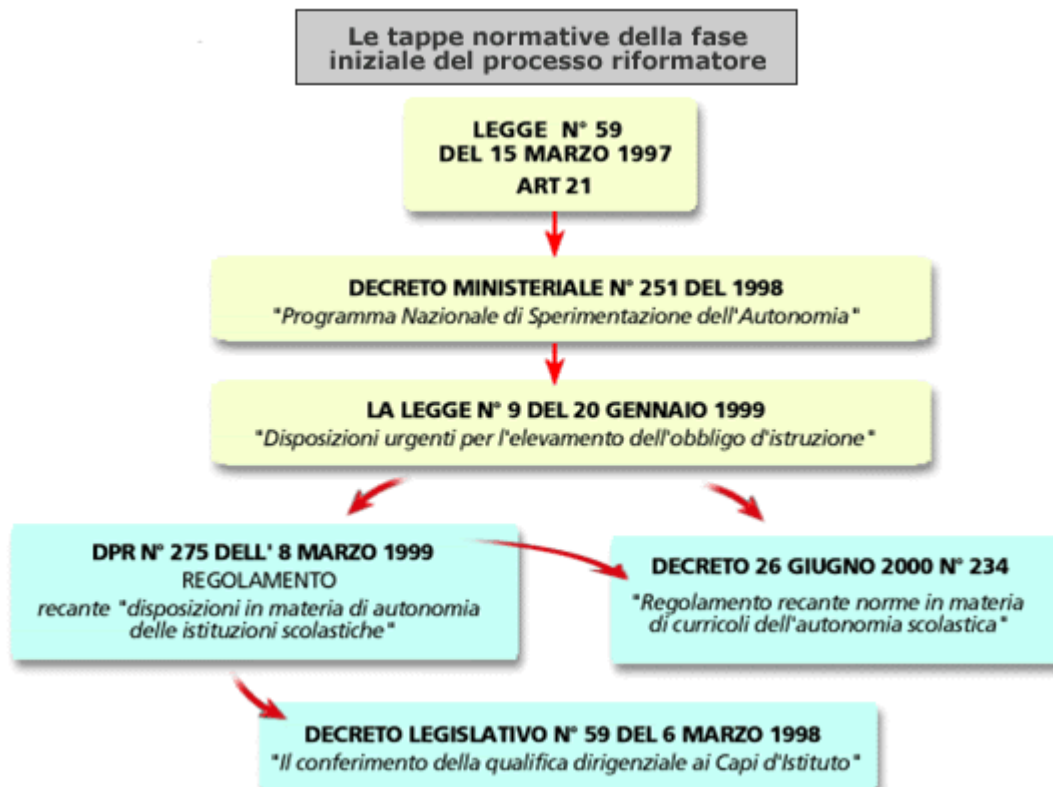 Le tappe normative della fase
iniziale del processo riformatore
LEGGE N° 59
DEL 15 MARZO 1997
ART 21
DECRETO MINISTERIALE N° 251 DEL 1998
"Programma Nazionale di Sperimentazione dell'Autonomia"
LA LEGGE N° 9 DEL 20 GENNAIO 1999
"Disposizioni urgenti per l'elevamento dell'obbligo d'istruzione"
DPR N° 275 DELL' 8 MARZO 1999
REGOLAMENTO
recante "disposizioni in materia di autonomia
delle istituzioni scolastiche"
DECRETO 26 GIUGNO 2000 N° 234
"Regolamento recante norme in materia
di curricoli dell'autonomia scolastica"
DECRETO LEGISLATIVO N° 59 DEL 6 MARZO 1998
"Il conferimento della qualifica dirigenziale ai Capi d'Istituto"